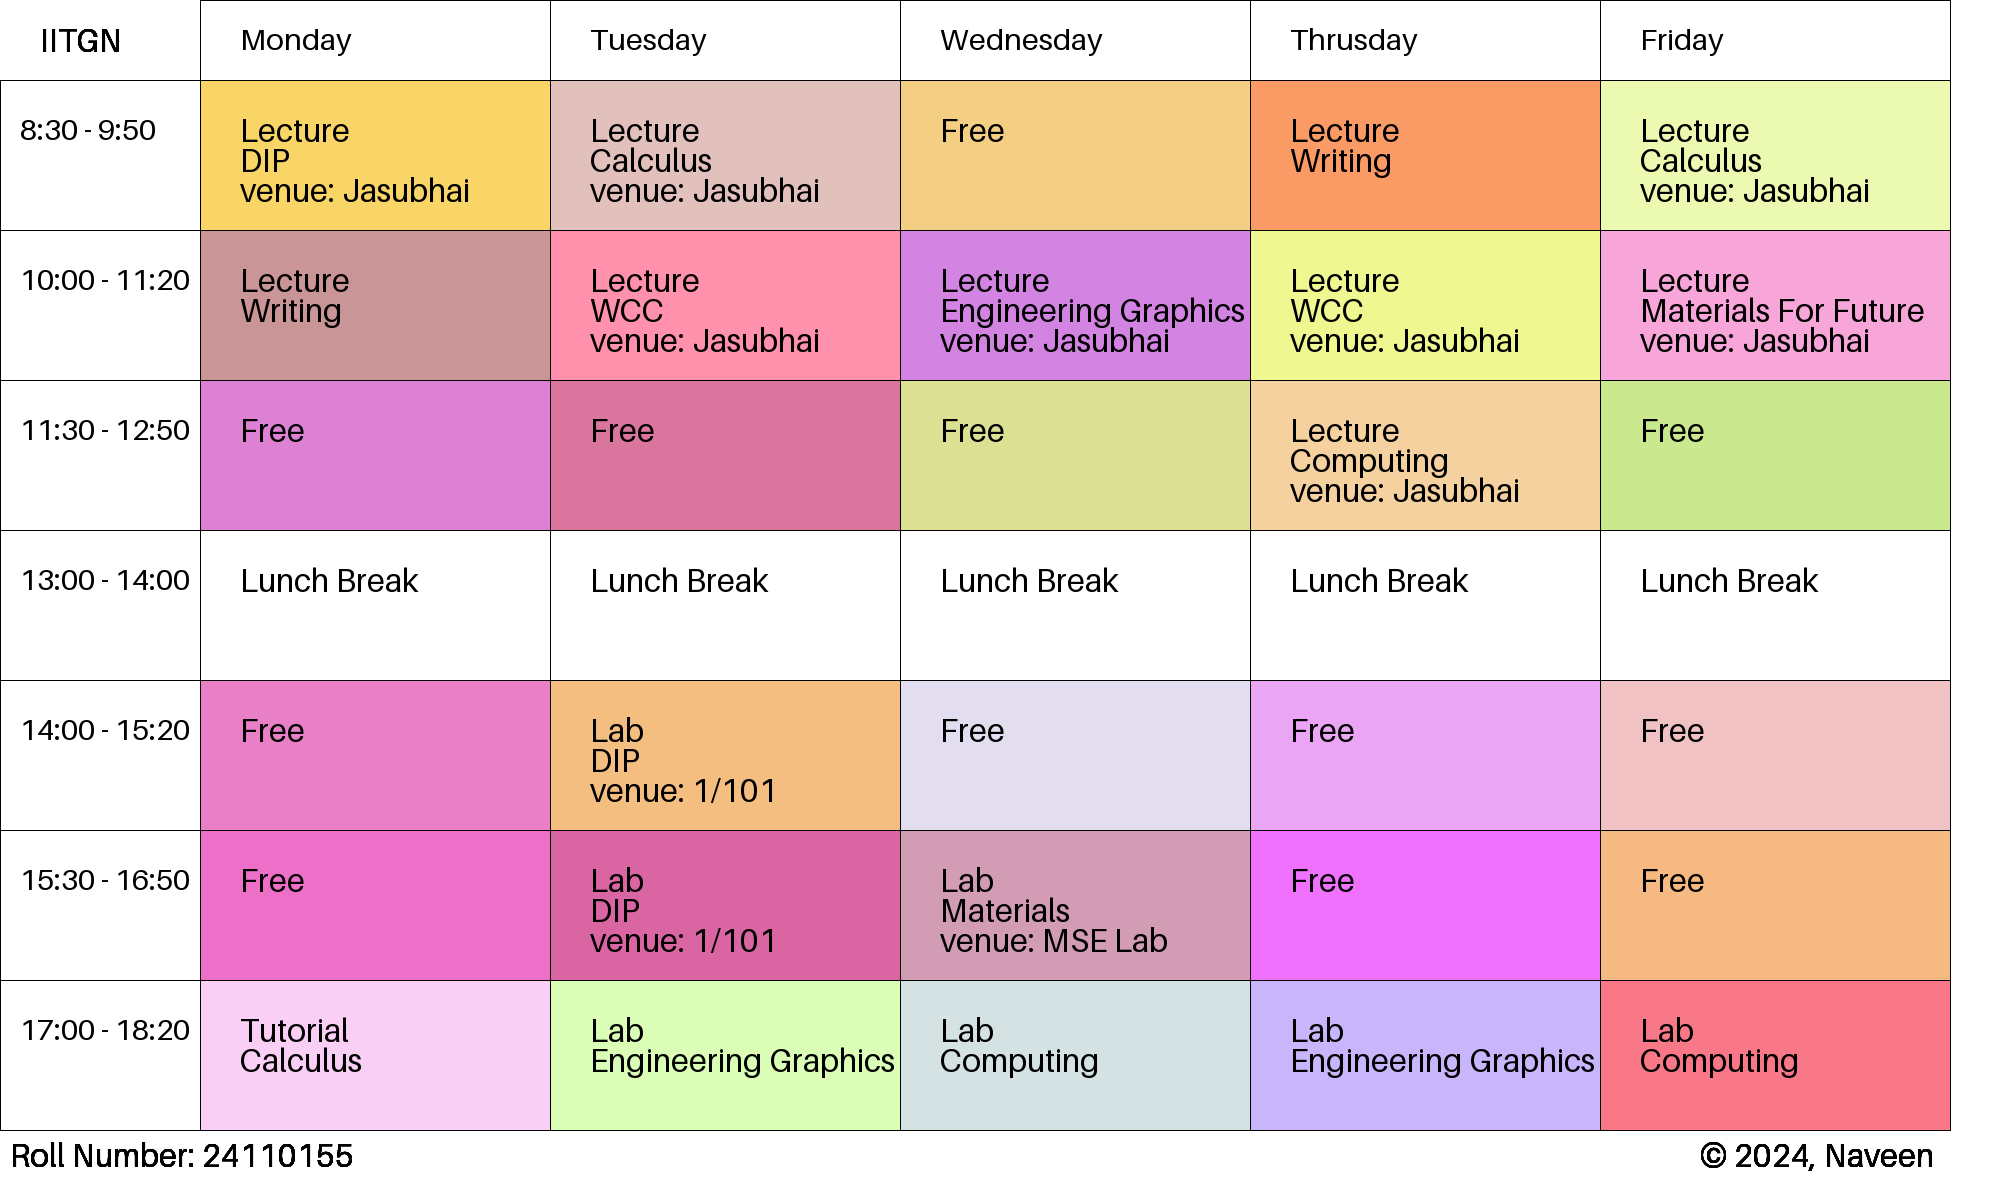 IITGN
Monday
Tuesday
Wednesday
Thrusday
Friday
8:30 - 9:50
Lecture
DIP
venue: Jasubhai
Lecture
Calculus
venue: Jasubhai
Free
Lecture
Writing
Lecture
Calculus
venue: Jasubhai
10:00 - 11:20
Lecture
Writing
Lecture
WCC
venue: Jasubhai
Lecture
Engineering Graphics
venue: Jasubhai
Lecture
WCC
venue: Jasubhai
Lecture
Materials For Future
venue: Jasubhai
11:30 - 12:50
Free
Free
Free
Lecture
Computing
venue: Jasubhai
Free
13:00 - 14:00
Lunch Break
Lunch Break
Lunch Break
Lunch Break
Lunch Break
14:00 - 15:20
Free
Lab
DIP
venue: 1/101
Free
Free
Free
15:30 - 16:50
Free
Lab
DIP
venue: 1/101
Lab
Materials
venue: MSE Lab
Free
Free
17:00 - 18:20
Tutorial
Calculus
Lab
Engineering Graphics
Lab
Computing
Lab
Engineering Graphics
Lab
Computing
Roll Number: 24110155
© 2024, Naveen